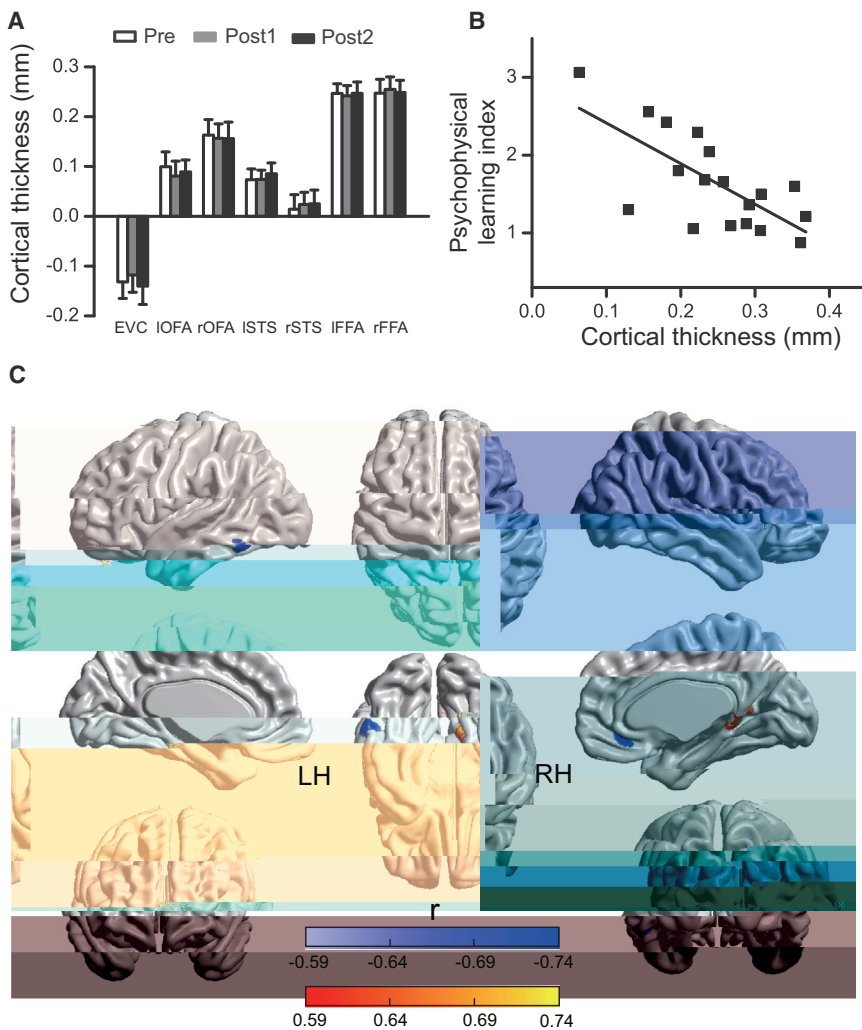 A
Pre Post1 Post2
Cortical thickness (mm)
0.3
0.2
0.1
0.0
-0.1
-0.2
EVC lOFA rOFA lSTS rSTS lFFA rFFA
B
Psychophysical
learning index
3
2
1
0.0 0.1 0.2 0.3 0.4
Cortical thickness (mm)
C
LH RH
r
-0.59 -0.64 -0.69 -0.74
0.59 0.64 0.69 0.74